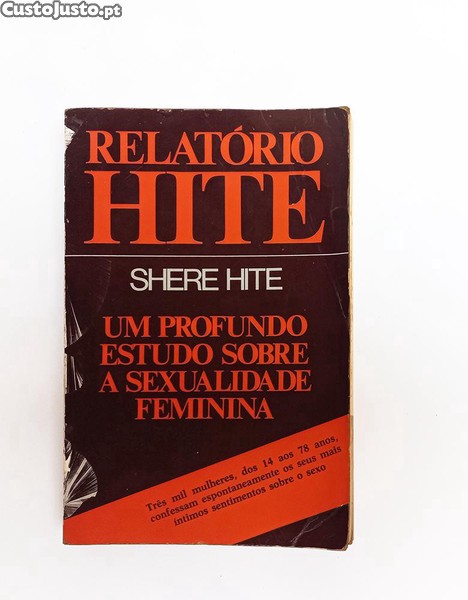 CustoJusto.pt
RELATÓRIO
HITE
SHERE HITE
UM PROFUNDO
ESTUDO SOBRE
A SEXUALIDADE
FEMININA
Três mil mulheres, dos 14 aos 78 anos,
confessam espontaneamente os seus mais
íntimos sentimentos sobre o sexo